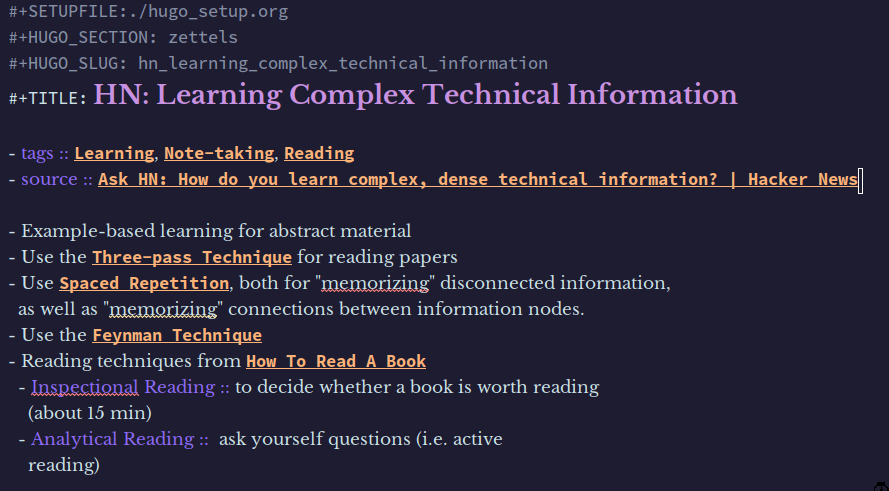 #+SETUPFILE:./hugo_setup.org
#+HUGO_SECTION: zettels
#+HUGO_SLUG: hn_learning_complex_technical_information
#+TITLE: HN: Learning Complex Technical Information
- tags :: Learning, Note-taking, Reading
- source :: Ask HN: How do you learn complex, dense technical information? | Hacker News
- Example-based learning for abstract material
- Use the Three-pass Technique for reading papers
- Use Spaced Repetition, both for "memorizing" disconnected information,
as well as "memorizing" connections between information nodes.
- Use the Feynman Technique
- Reading techniques from How To Read A Book
- Inspectional Reading :: to decide whether a book is worth reading
(about 15 min)
- Analytical Reading :: ask yourself questions (i.e. active
reading)